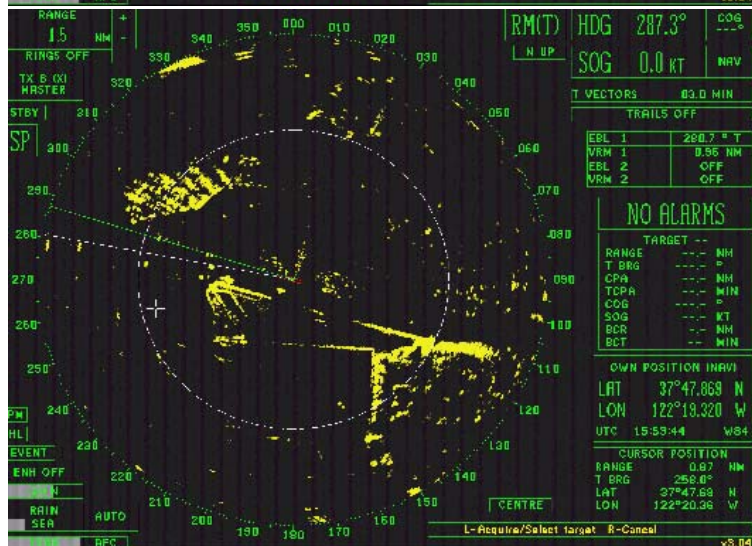 RANGE
1.5 NM
+
-
RINGS OFF
TX B (X)
MASTER
STBY
SP
RM(T)
N UP
HDG 287.3°
COG
---°
SOG 0.0 KT
NAV
T VECTORS 03.0 MIN
TRAILS OFF
EBL 1 280.7 ° T
VRM 1 0.95 NM
EBL 2 OFF
VRM 2 OFF
NO ALARMS
TARGET --
RANGE --.- NM
T BRG ---.- °
CPA --.- NM
TCPA --.- MIN
COG ---.- °
SOG --.- KT
BCR -.- NM
BCT -- MIN
OWN POSITION (NAV)
LAT 37°47.869 N
LON 122°19.320 W
UTC 15:53:44 W84
CURSOR POSITION
RANGE 0.87 NM
T BRG 258.0°
LAT 37°47.69 N
LON 122°20.36 W
000
030
040
050
060
070
080
090
100
110
120
130
140
150
160
170
180
190
200
210
220
230
240
250
260
270
280
290
300
310
320
330
PM
HL
EVENT
ENH OFF
RAIN
SEA
AUTO
AFC
CENTRE
L-Acquire/Select target R-Cancel
v3.04